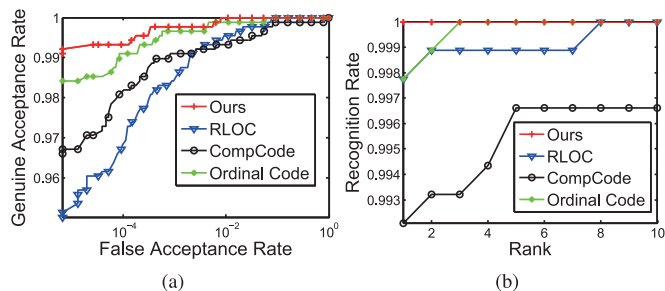 1
0.99
0.98
0.97
0.96
Genuine Acceptance Rate
Ours
RLOC
CompCode
Ordinal Code
10⁻⁴
10⁻²
10⁰
False Acceptance Rate
(a)
1
0.999
0.998
0.997
0.996
0.995
0.994
0.993
Recognition Rate
Ours
RLOC
CompCode
Ordinal Code
2
4
6
8
10
Rank
(b)